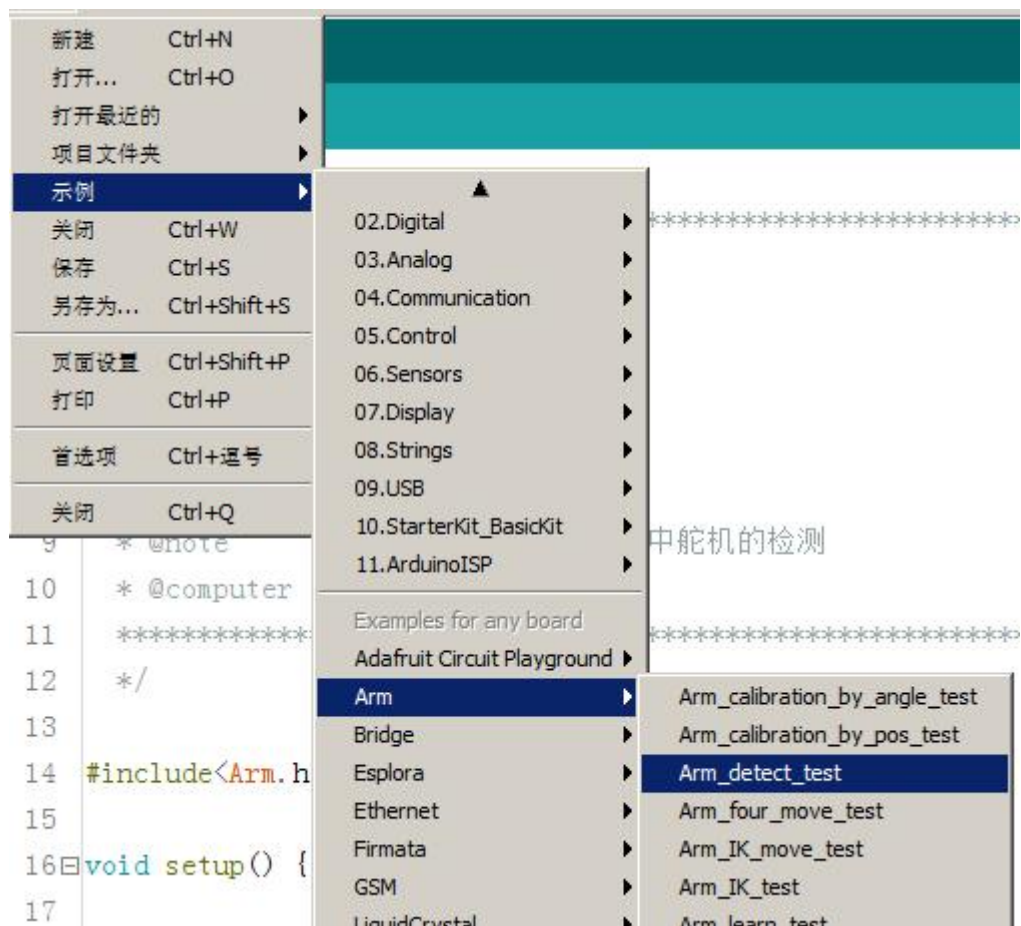 新建 Ctrl+N
打开... Ctrl+O
打开最近的
项目文件夹
示例
关闭 Ctrl+W
保存 Ctrl+S
另存为... Ctrl+Shift+S
页面设置 Ctrl+Shift+P
打印 Ctrl+P
首选项 Ctrl+逗号
关闭 Ctrl+Q
02.Digital
03.Analog
04.Communication
05.Control
06.Sensors
07.Display
08.Strings
09.USB
10.StarterKit_BasicKit
11.ArduinoISP
Examples for any board
Adafruit Circuit Playground
Arm
Bridge
Esplora
Ethernet
Firmata
GSM
LiquidCrystal
Arm_calibration_by_angle_test
Arm_calibration_by_pos_test
Arm_detect_test
Arm_four_move_test
Arm_IK_move_test
Arm_IK_test
Arm_learn_test
9 * @note 中舵机的检测
10 * @computer
11 ************* ************************
12 */
13
14 #include<Arm.h
15
16 void setup() {
17